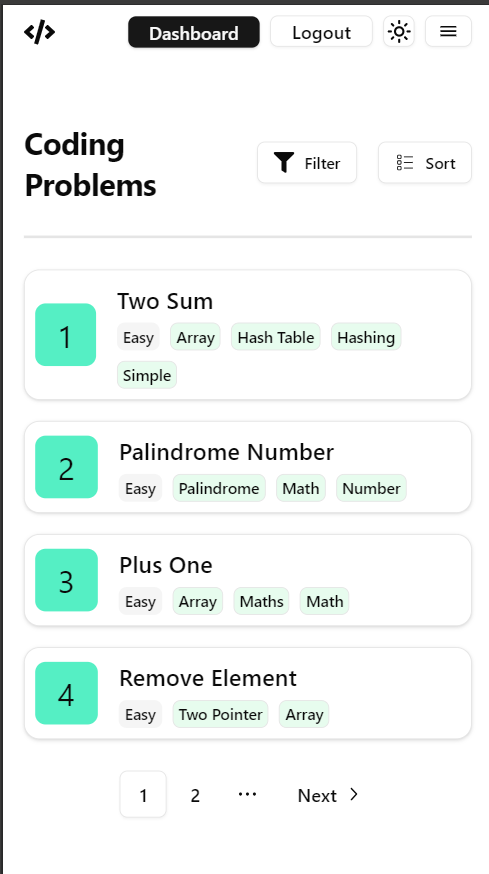 </>
Dashboard Logout
Coding
Problems
Filter Sort
1
Two Sum
Easy Array Hash Table Hashing
Simple
2
Palindrome Number
Easy Palindrome Math Number
3
Plus One
Easy Array Maths Math
4
Remove Element
Easy Two Pointer Array
1 2 ... Next >